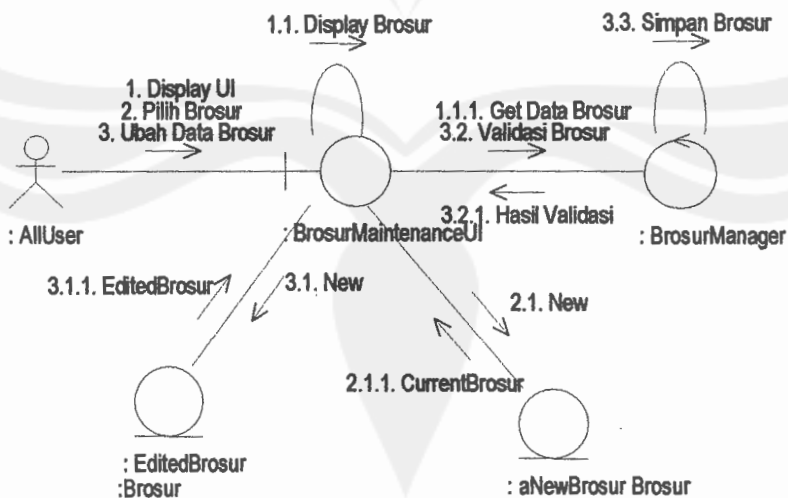 1.1. Display Brosur
3.3. Simpan Brosur
1. Display UI
2. Pilih Brosur
3. Ubah Data Brosur
1.1.1. Get Data Brosur
3.2. Validasi Brosur
3.2.1. Hasil Validasi
: AllUser
: BrosurMaintenanceUI
: BrosurManager
3.1.1. EditedBrosur
3.1. New
2.1. New
2.1.1. CurrentBrosur
: EditedBrosur
:Brosur
: aNewBrosur Brosur